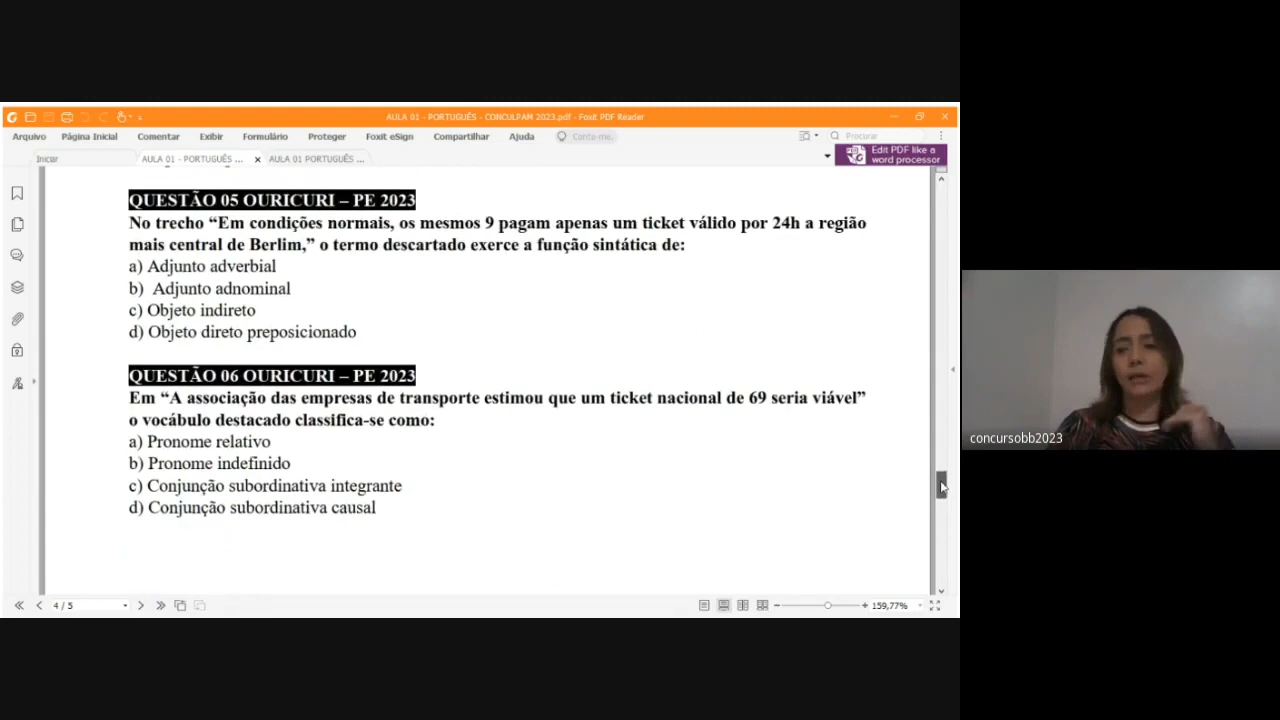 AULA 01 - PORTUGUÊS - CONCULPAM 2023.pdf - Foxit PDF Reader
Arquivo Página Inicial Comentar Exibir Formulário Proteger Foxit eSign Compartilhar Ajuda Conte-me. Procurar
Iniciar AULA 01 - PORTUGUÊS ... AULA 01 PORTUGUÊS ...
Edit PDF like a
word processor
QUESTÃO 05 OURICURI – PE 2023
No trecho “Em condições normais, os mesmos 9 pagam apenas um ticket válido por 24h a região
mais central de Berlim,” o termo descartado exerce a função sintática de:
a) Adjunto adverbial
b) Adjunto adnominal
c) Objeto indireto
d) Objeto direto preposicionado
QUESTÃO 06 OURICURI – PE 2023
Em “A associação das empresas de transporte estimou que um ticket nacional de 69 seria viável”
o vocábulo destacado classifica-se como:
a) Pronome relativo
b) Pronome indefinido
c) Conjunção subordinativa integrante
d) Conjunção subordinativa causal
concursobb2023
4 / 5
159,77%